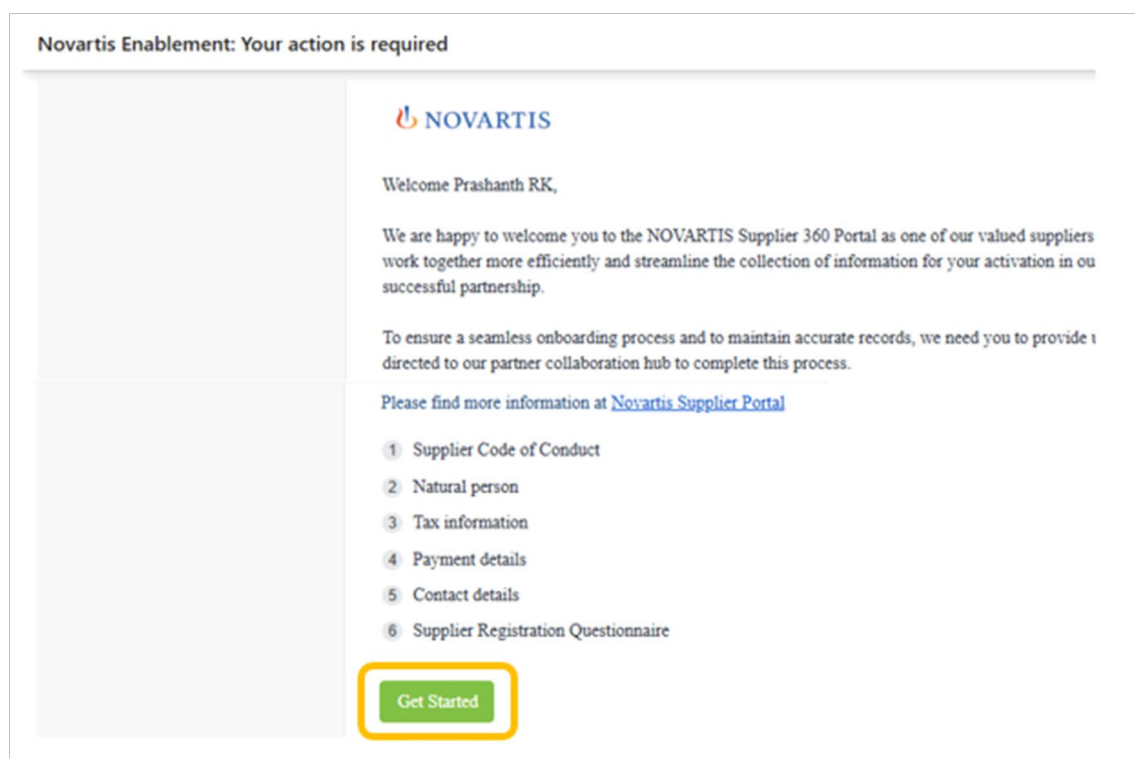 Novartis Enablement: Your action is required
NOVARTIS
Welcome Prashanth RK,
We are happy to welcome you to the NOVARTIS Supplier 360 Portal as one of our valued suppliers
work together more efficiently and streamline the collection of information for your activation in ou
successful partnership.
To ensure a seamless onboarding process and to maintain accurate records, we need you to provide
directed to our partner collaboration hub to complete this process.
Please find more information at Novartis Supplier Portal
1 Supplier Code of Conduct
2 Natural person
3 Tax information
4 Payment details
5 Contact details
6 Supplier Registration Questionnaire
Get Started